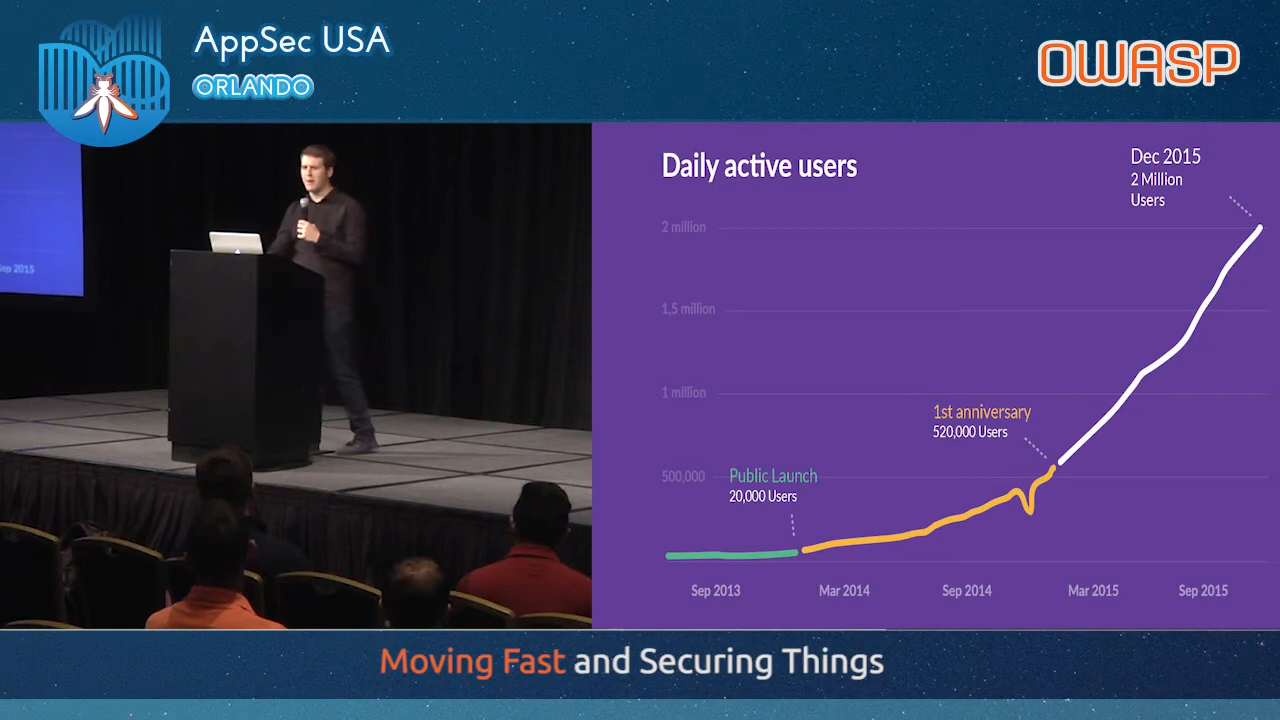 AppSec USA
ORLANDO
OWASP
Sep 2015
Daily active users
Dec 2015
2 Million
Users
2 million
1,5 million
1 million
1st anniversary
520,000 Users
500,000
Public Launch
20,000 Users
Sep 2013
Mar 2014
Sep 2014
Mar 2015
Sep 2015
Moving Fast and Securing Things